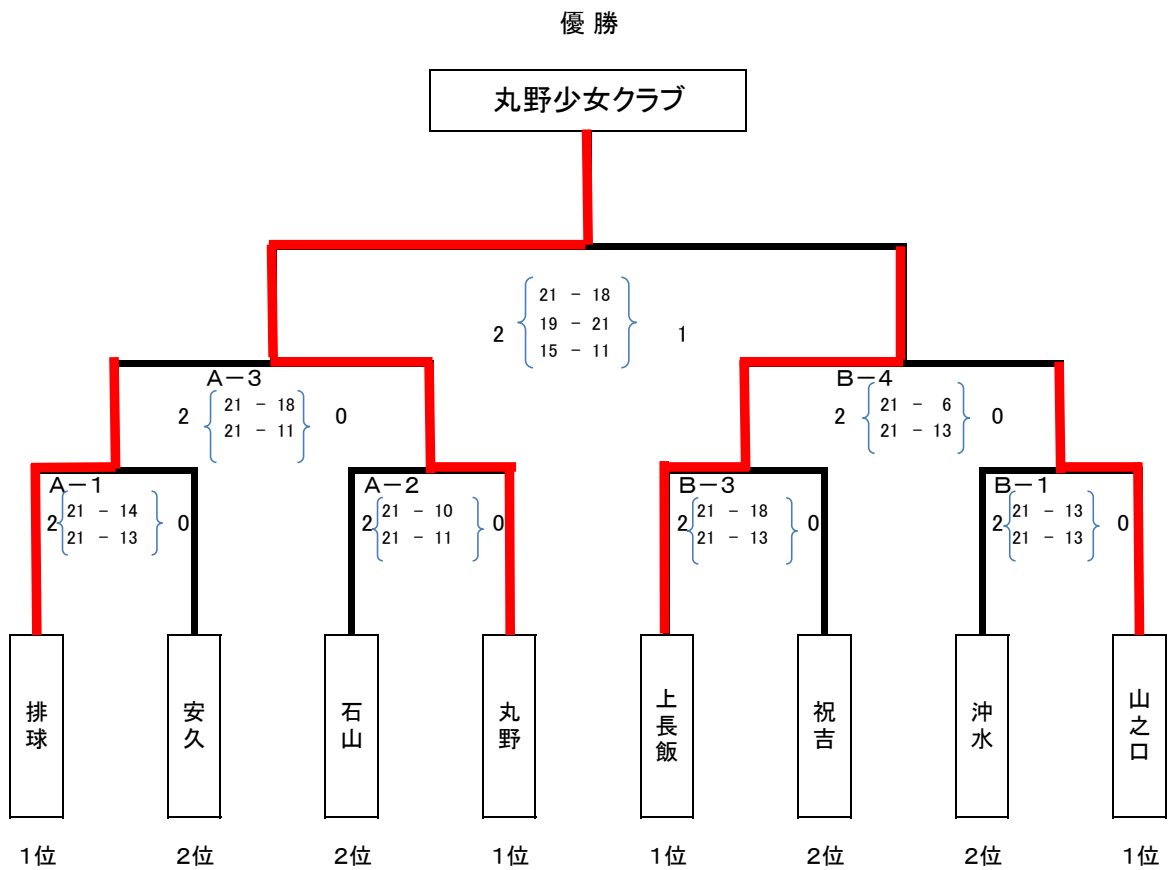 優 勝
丸野少女クラブ
21 － 18
2 19 － 21 1
15 － 11
A－3 B－4
2 21 － 18 0 2 21 － 6 0
21 － 11 21 － 13
A－1 A－2 B－3 B－1
21 － 14 21 － 10 21 － 18 21 － 13
2 0 2 0 2 0 2 0
21 － 13 21 － 11 21 － 13 21 － 13
排球 安久 石山 丸野 上長飯 祝吉 沖水 山之口
1位 2位 2位 1位 1位 2位 2位 1位